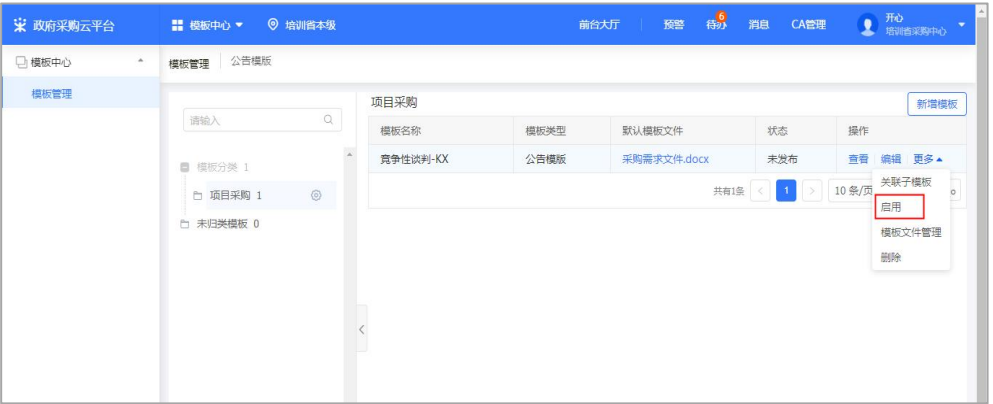 政府采购云平台 模板中心 培训省本级 前台大厅 预警 待办 6 消息 CA管理 开心
培训省采购中心
模板中心 模板管理 公告模版
模板管理
请输入
模板分类 1
项目采购 1
未归类模板 0
项目采购 新增模板
模板名称 模板类型 默认模板文件 状态 操作
竞争性谈判-KX 公告模版 采购需求文件.docx 未发布 查看 编辑 更多
共有1条 < 1 > 10 条/页
关联子模板
启用
模板文件管理
删除